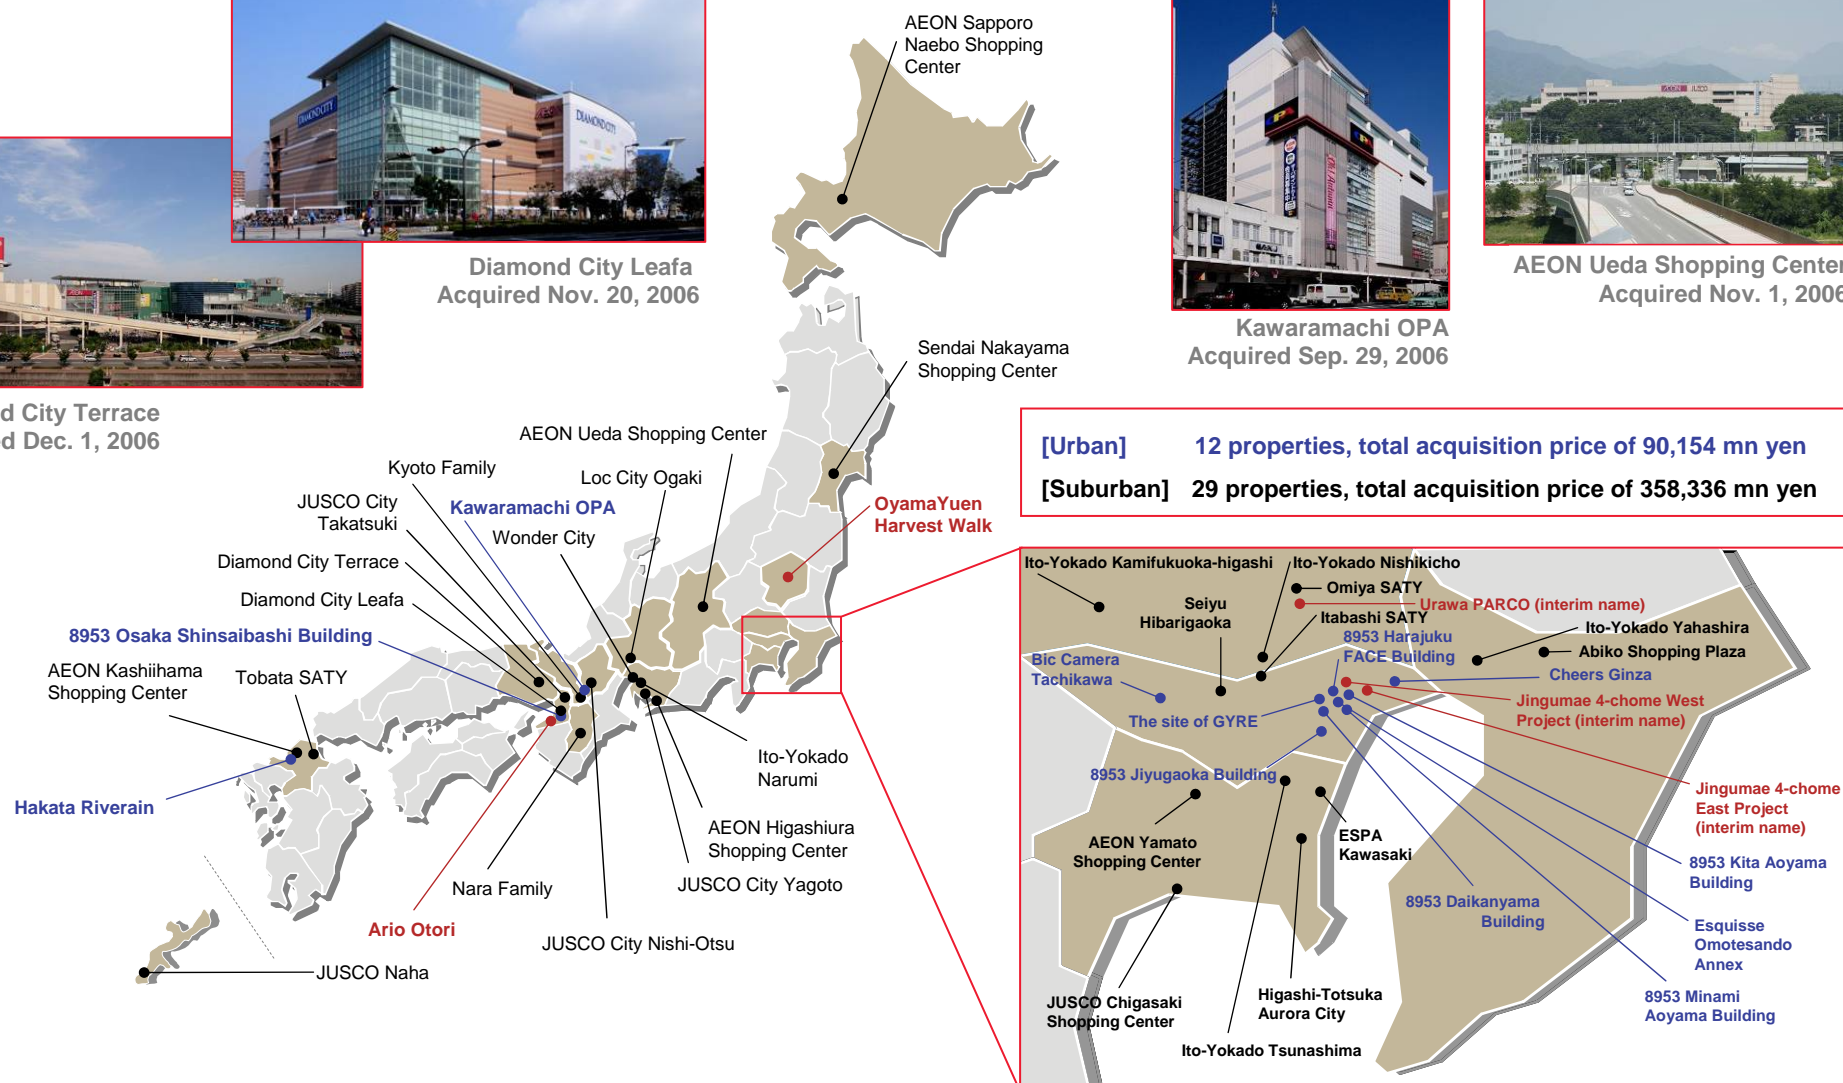 AEON Sapporo
Naebo Shopping
Center
DIAMOND CITY
DIAMOND CITY
Diamond City Leafa
Acquired Nov. 20, 2006
d City Terrace
d Dec. 1, 2006
OPA
OPA
Kawaramachi OPA
Acquired Sep. 29, 2006
AEON JUSCO
AEON Ueda Shopping Center
Acquired Nov. 1, 2006
Sendai Nakayama
Shopping Center
[Urban] 12 properties, total acquisition price of 90,154 mn yen
[Suburban] 29 properties, total acquisition price of 358,336 mn yen
AEON Ueda Shopping Center
Kyoto Family
Loc City Ogaki
JUSCO City
Takatsuki
Kawaramachi OPA
Wonder City
OyamaYuen
Harvest Walk
Diamond City Terrace
Diamond City Leafa
8953 Osaka Shinsaibashi Building
AEON Kashiihama
Shopping Center
Tobata SATY
Hakata Riverain
Ito-Yokado
Narumi
AEON Higashiura
Shopping Center
JUSCO City Yagoto
Nara Family
Ario Otori
JUSCO City Nishi-Otsu
JUSCO Naha
Ito-Yokado Kamifukuoka-higashi
Ito-Yokado Nishikicho
Omiya SATY
Seiyu
Hibarigaoka
Urawa PARCO (interim name)
Itabashi SATY
Ito-Yokado Yahashira
8953 Harajuku
FACE Building
Abiko Shopping Plaza
Bic Camera
Tachikawa
Cheers Ginza
Jingumae 4-chome West
Project (interim name)
The site of GYRE
8953 Jiyugaoka Building
Jingumae 4-chome
East Project
(interim name)
AEON Yamato
Shopping Center
ESPA
Kawasaki
8953 Kita Aoyama
Building
8953 Daikanyama
Building
Esquisse
Omotesando
Annex
JUSCO Chigasaki
Shopping Center
Higashi-Totsuka
Aurora City
8953 Minami
Aoyama Building
Ito-Yokado Tsunashima